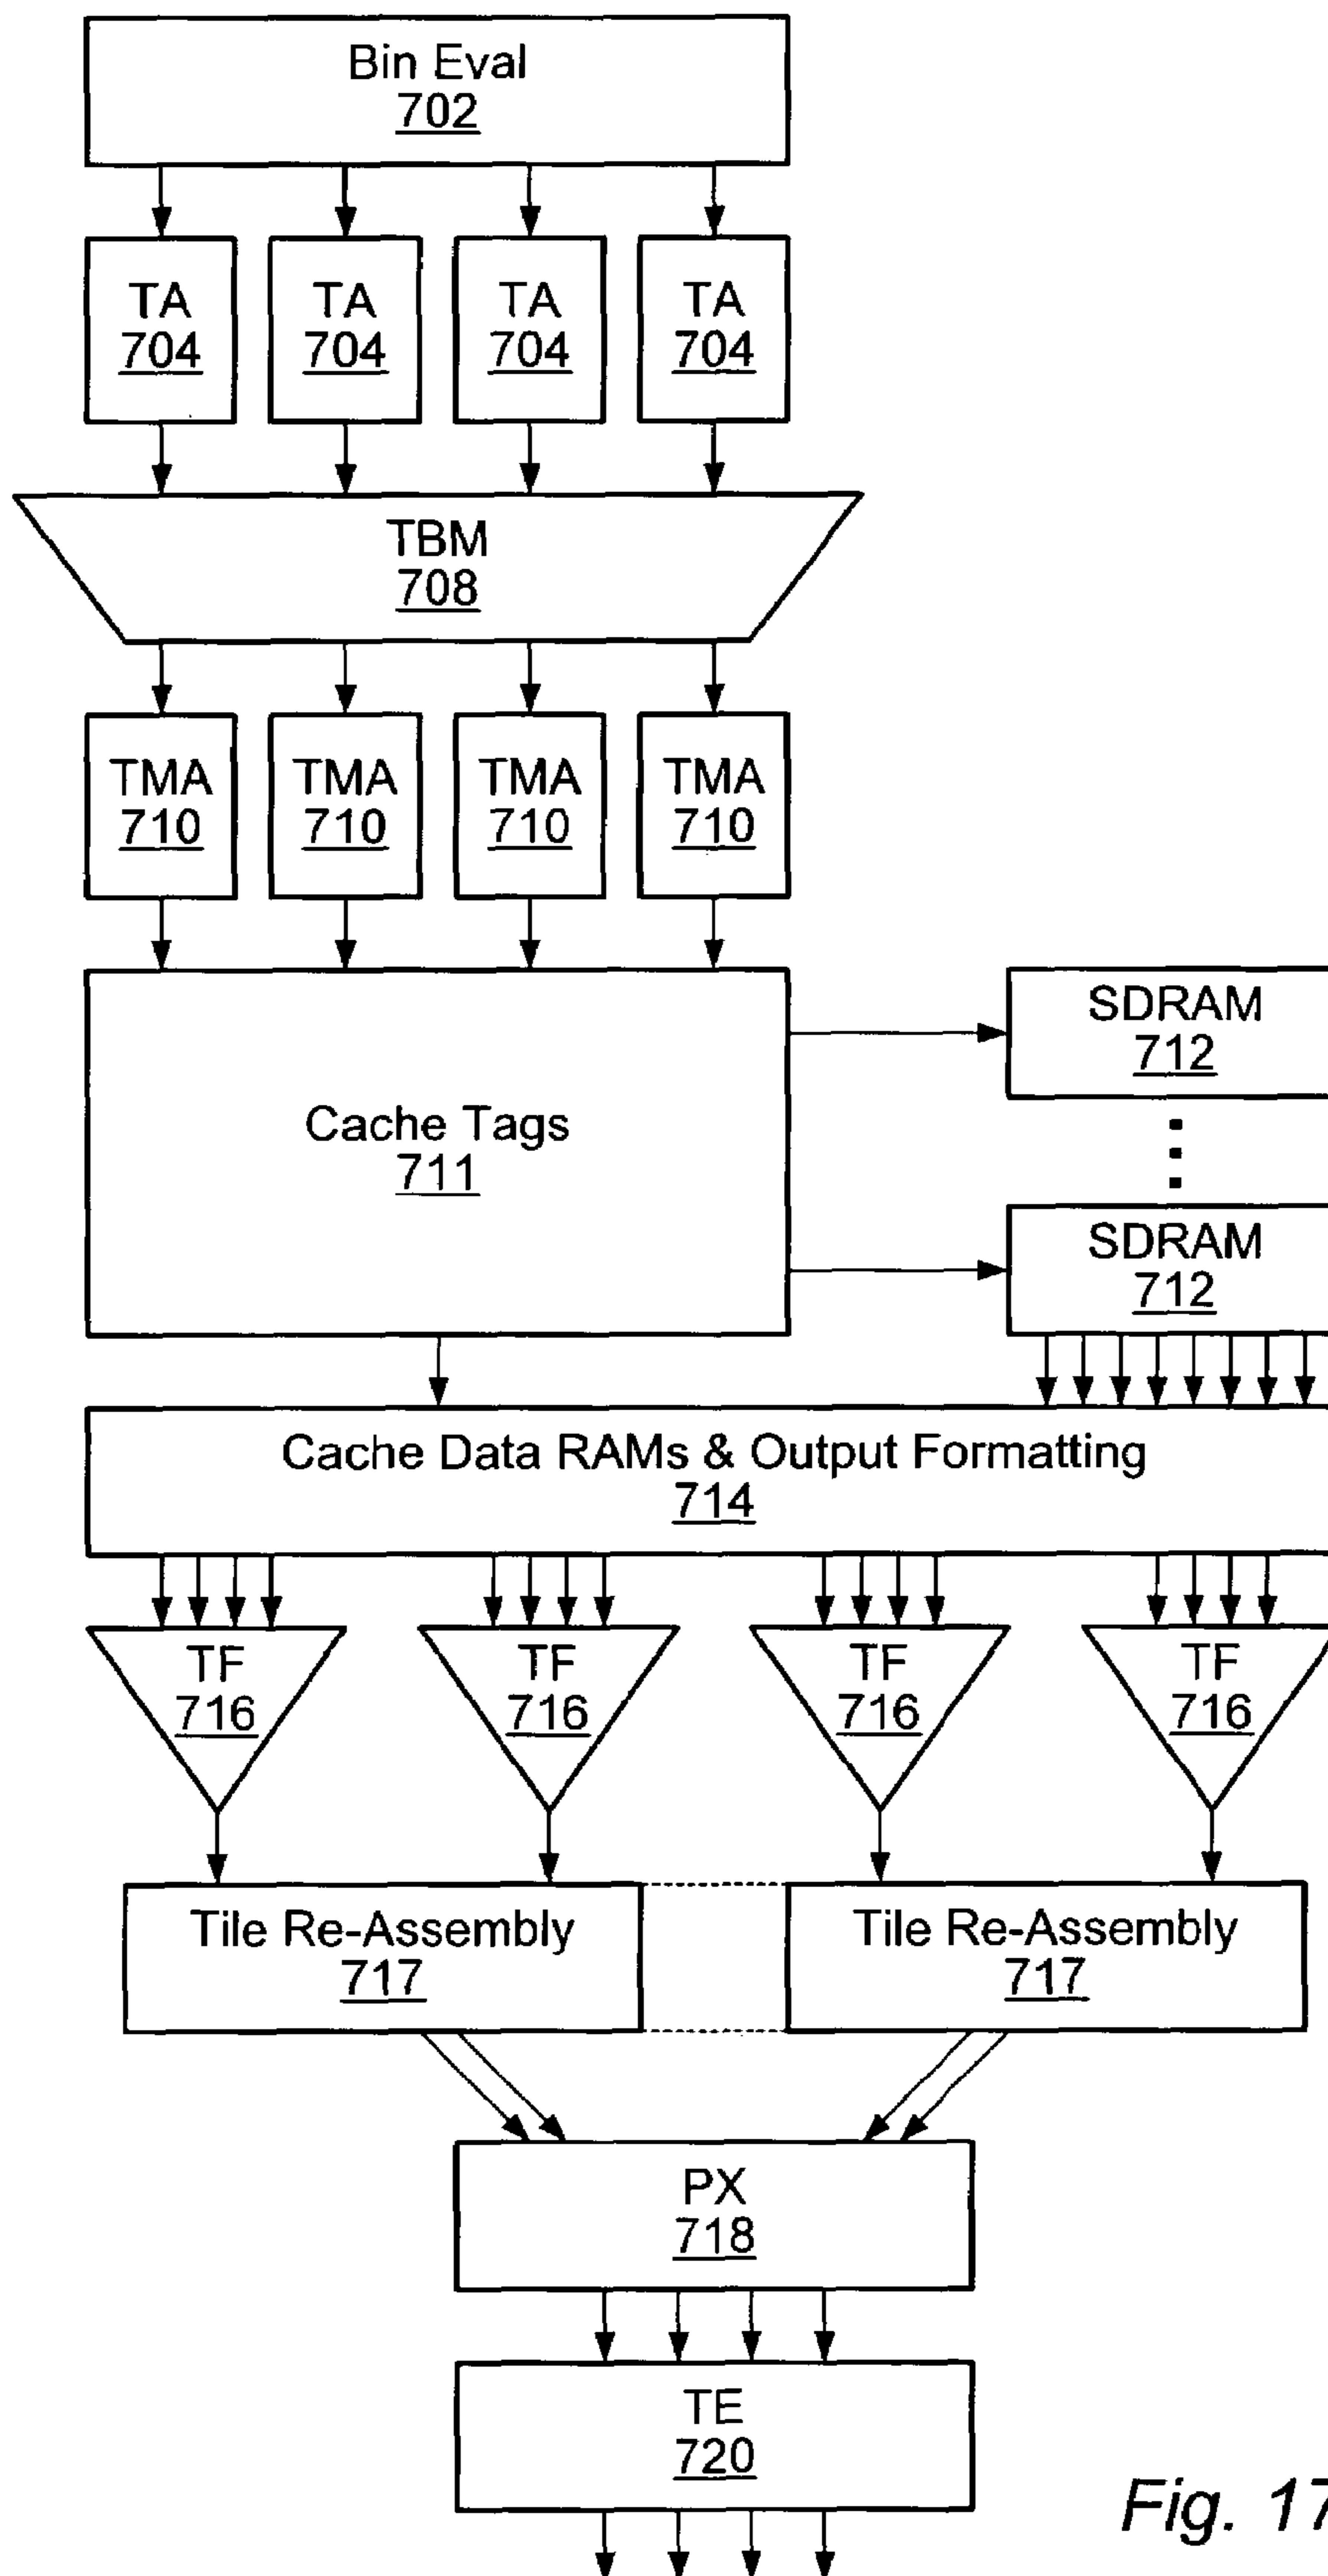 Bin Eval
702
TA TA TA TA
704 704 704 704
TBM
708
TMA TMA TMA TMA
710 710 710 710
SDRAM
712
Cache Tags
711
SDRAM
712
Cache Data RAMs & Output Formatting
714
TF TF TF TF
716 716 716 716
Tile Re-Assembly Tile Re-Assembly
717 717
PX
718
TE
720
Fig. 17